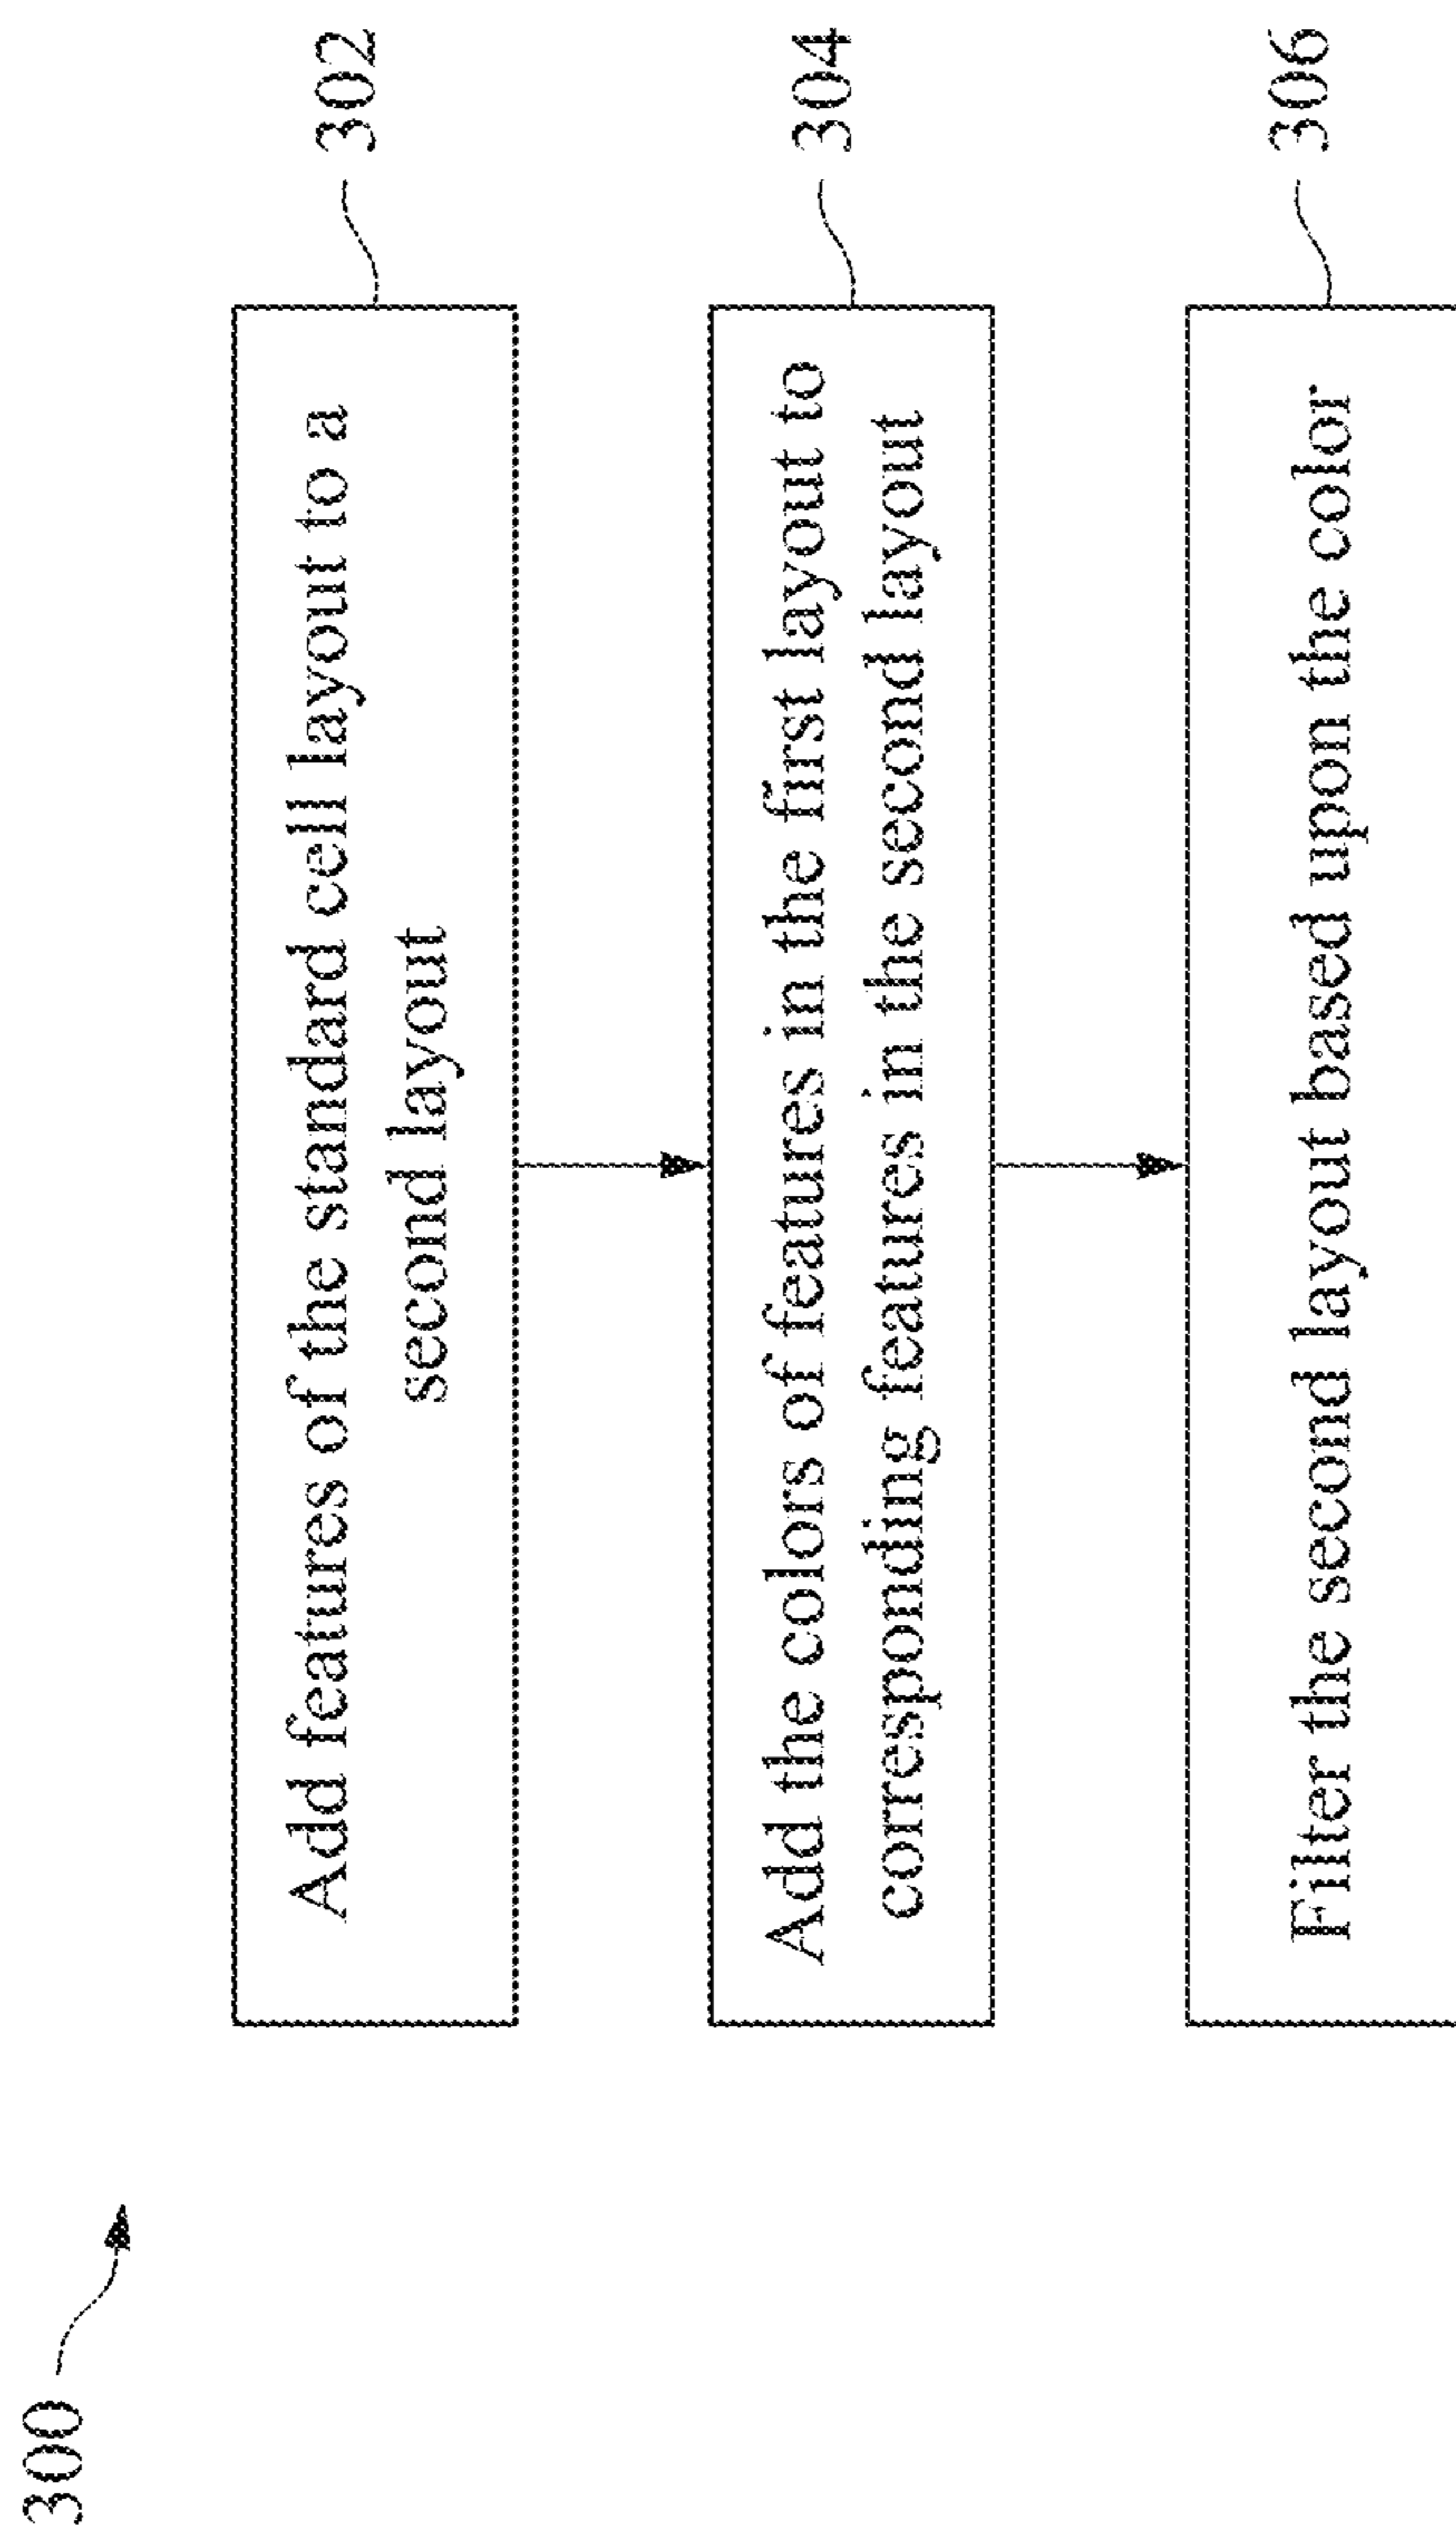 300
Add features of the standard cell layout to a
second layout
302
Add the colors of features in the first layout to
corresponding features in the second layout
304
Filter the second layout based upon the color
306